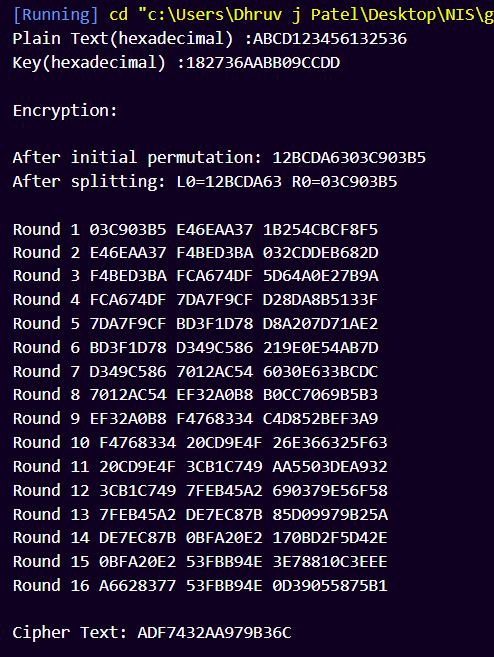 [Running] cd "c:\Users\Dhruv j Patel\Desktop\NIS\g
Plain Text(hexadecimal) :ABCD123456132536
Key(hexadecimal) :182736AABB09CCDD
Encryption:
After initial permutation: 12BCDA6303C903B5
After splitting: L0=12BCDA63 R0=03C903B5
Round 1 03C903B5 E46EAA37 1B254CBCF8F5
Round 2 E46EAA37 F4BED3BA 032CDDEB682D
Round 3 F4BED3BA FCA674DF 5D64A0E27B9A
Round 4 FCA674DF 7DA7F9CF D28DA8B5133F
Round 5 7DA7F9CF BD3F1D78 D8A207D71AE2
Round 6 BD3F1D78 D349C586 219E0E54AB7D
Round 7 D349C586 7012AC54 6030E633BCDC
Round 8 7012AC54 EF32A0B8 B0CC7069B5B3
Round 9 EF32A0B8 F4768334 C4D852BEF3A9
Round 10 F4768334 20CD9E4F 26E366325F63
Round 11 20CD9E4F 3CB1C749 AA5503DEA932
Round 12 3CB1C749 7FEB45A2 690379E56F58
Round 13 7FEB45A2 DE7EC87B 85D09979B25A
Round 14 DE7EC87B 0BFA20E2 170BD2F5D42E
Round 15 0BFA20E2 53FBB94E 3E78810C3EEE
Round 16 A6628377 53FBB94E 0D39055875B1
Cipher Text: ADF7432AA979B36C